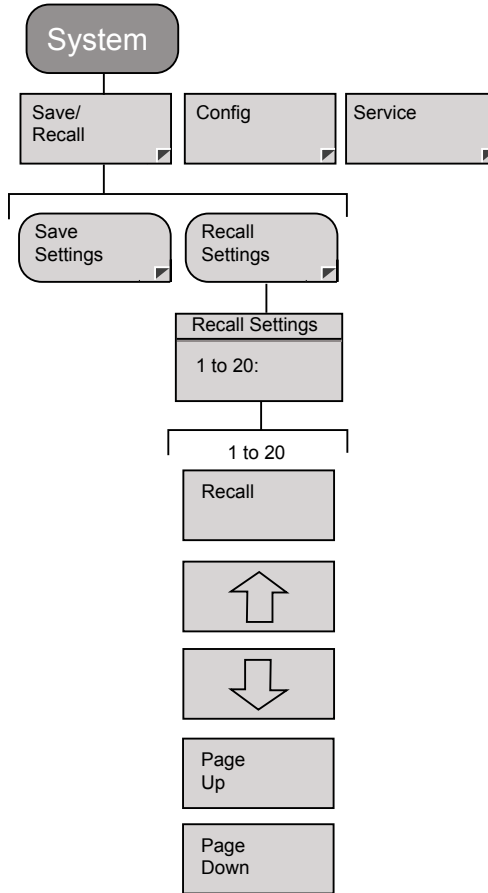 System
Save/
Recall
Config
Service
Save
Settings
Recall
Settings
Recall Settings
1 to 20:
1 to 20
Recall
Page
Up
Page
Down